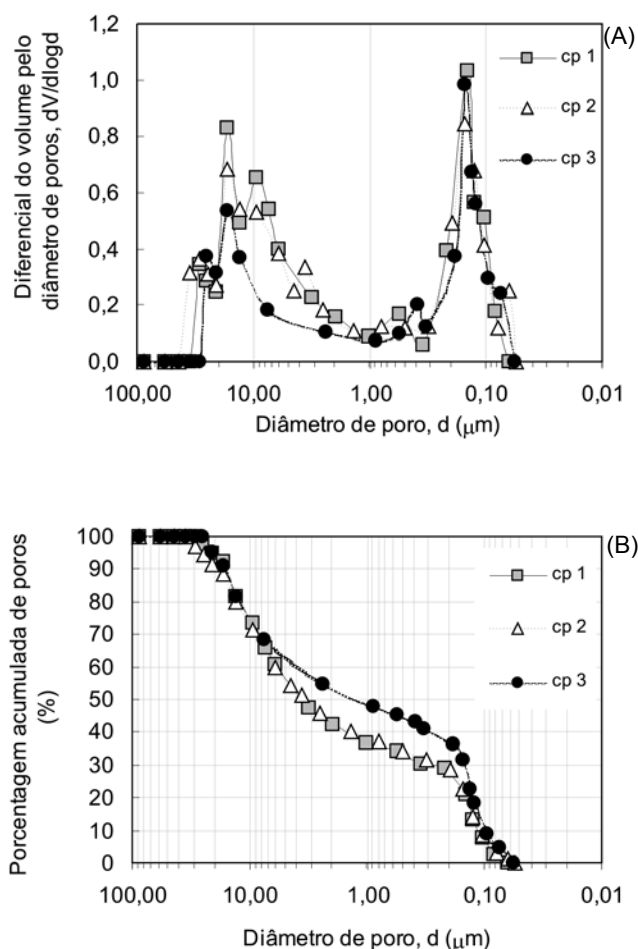 (A)
Diferencial do volume pelo
diâmetro de poros, dV/dlogd
1,2
1,0
0,8
0,6
0,4
0,2
0,0
cp 1
cp 2
cp 3
100,00
10,00
1,00
0,10
0,01
Diâmetro de poro, d (μm)
(B)
Porcentagem acumulada de poros
(%)
100
90
80
70
60
50
40
30
20
10
0
cp 1
cp 2
cp 3
100,00
10,00
1,00
0,10
0,01
Diâmetro de poro, d (μm)